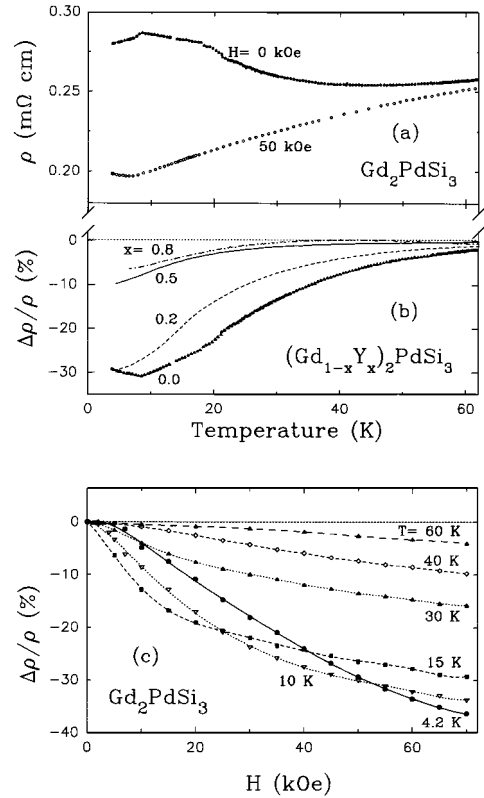 0.30
H= 0 kOe
0.25
ρ (mΩ cm)
(a)
50 kOe
Gd₂PdSi₃
0.20
0
x= 0.8
0.5
-10
Δρ/ρ (%)
0.2
(b)
-20
(Gd₁₋ₓYₓ)₂PdSi₃
0.0
-30
0 20 40 60
Temperature (K)
0
T= 60 K
40 K
-10
30 K
Δρ/ρ (%)
-20
(c)
15 K
10 K
Gd₂PdSi₃
-30
4.2 K
-40
0 20 40 60
H (kOe)